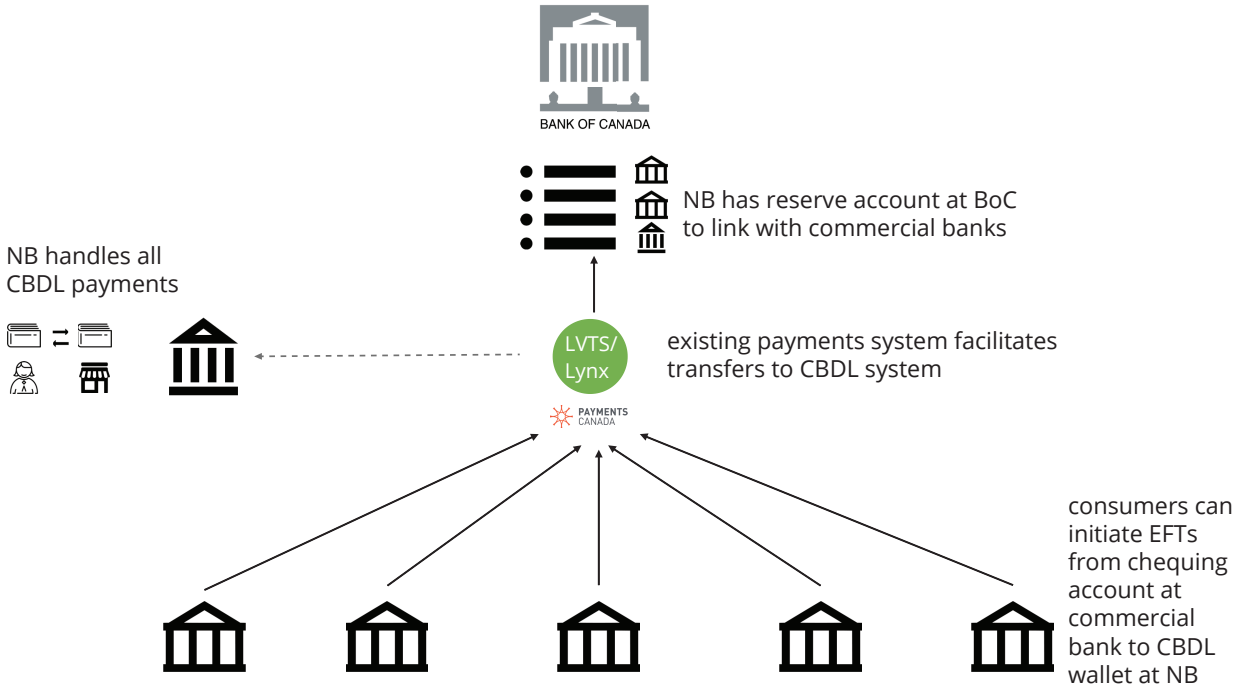 BANK OF CANADA
NB has reserve account at BoC
to link with commercial banks
NB handles all
CBDL payments
LVTS/
Lynx
existing payments system facilitates
transfers to CBDL system
PAYMENTS
CANADA
consumers can
initiate EFTs
from chequing
account at
commercial
bank to CBDL
wallet at NB